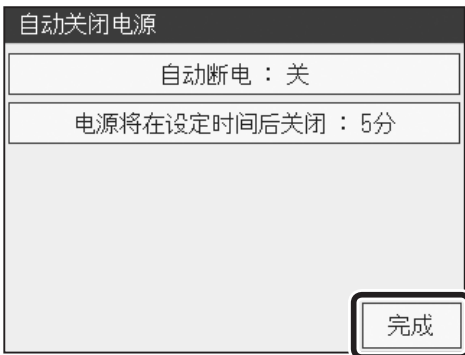 自动关闭电源
自动断电 : 关
电源将在设定时间后关闭 : 5分
完成